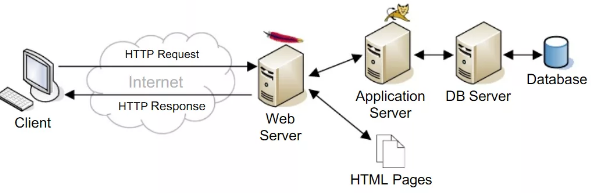 HTTP Request
Internet
HTTP Response
Client
Web
Server
Application
Server
DB Server
Database
HTML Pages